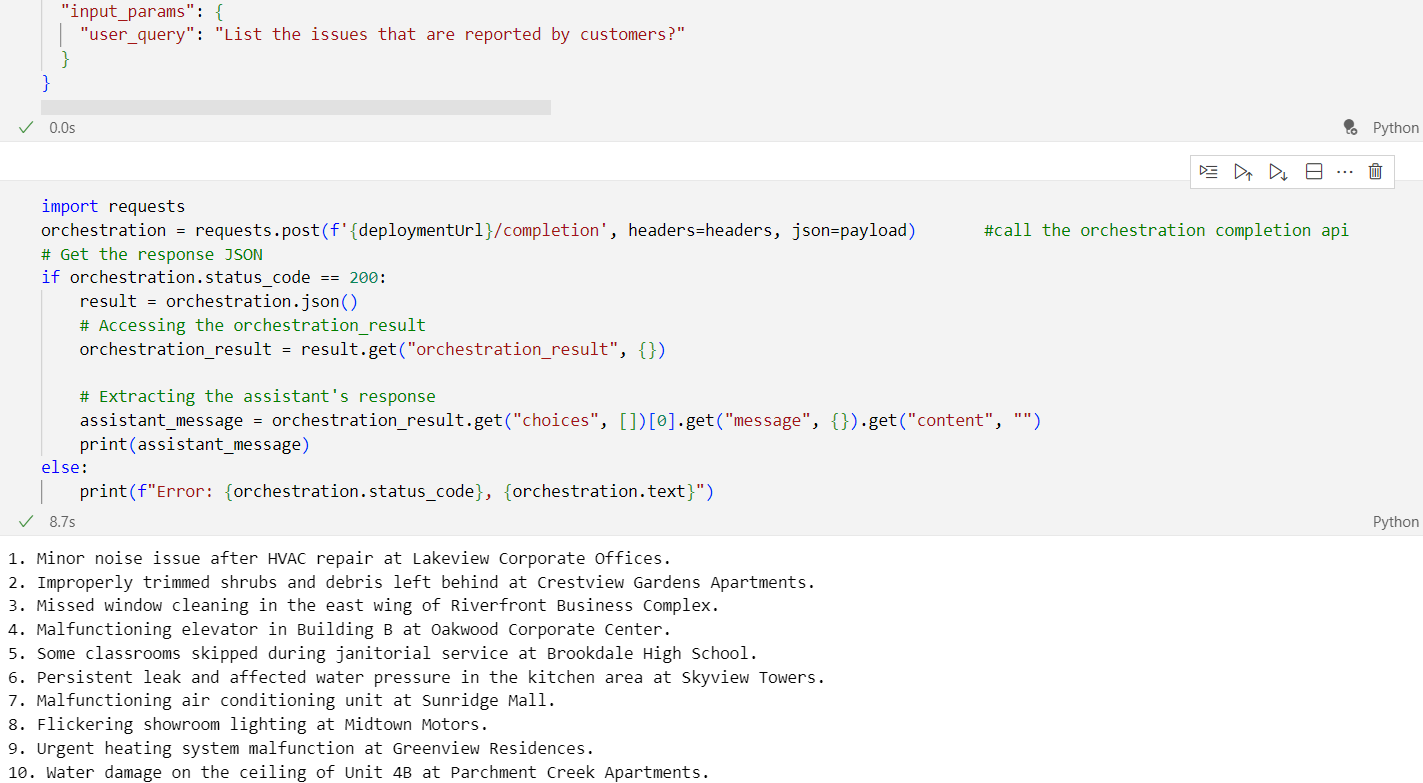 "input_params": {
"user_query": "List the issues that are reported by customers?"
}
}
0.0s
Python
import requests
orchestration = requests.post(f'{deploymentUrl}/completion', headers=headers, json=payload)       #call the orchestration completion api
# Get the response JSON
if orchestration.status_code == 200:
    result = orchestration.json()
    # Accessing the orchestration_result
    orchestration_result = result.get("orchestration_result", {})
    # Extracting the assistant's response
    assistant_message = orchestration_result.get("choices", [])[0].get("message", {}).get("content", "")
    print(assistant_message)
else:
    print(f"Error: {orchestration.status_code}, {orchestration.text}")
8.7s
Python
1. Minor noise issue after HVAC repair at Lakeview Corporate Offices.
2. Improperly trimmed shrubs and debris left behind at Crestview Gardens Apartments.
3. Missed window cleaning in the east wing of Riverfront Business Complex.
4. Malfunctioning elevator in Building B at Oakwood Corporate Center.
5. Some classrooms skipped during janitorial service at Brookdale High School.
6. Persistent leak and affected water pressure in the kitchen area at Skyview Towers.
7. Malfunctioning air conditioning unit at Sunridge Mall.
8. Flickering showroom lighting at Midtown Motors.
9. Urgent heating system malfunction at Greenview Residences.
10. Water damage on the ceiling of Unit 4B at Parchment Creek Apartments.